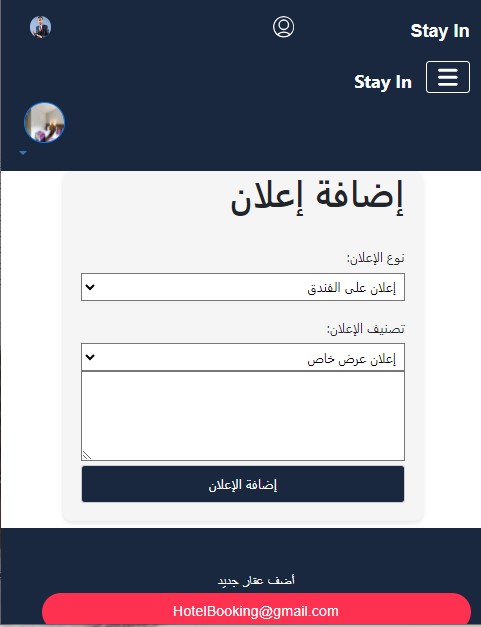 Stay In
Stay In
إضافة إعلان
نوع الإعلان:
إعلان على الفندق
تصنيف الإعلان:
إعلان عرض خاص
إضافة الإعلان
أضف عقار جديد
HotelBooking@gmail.com